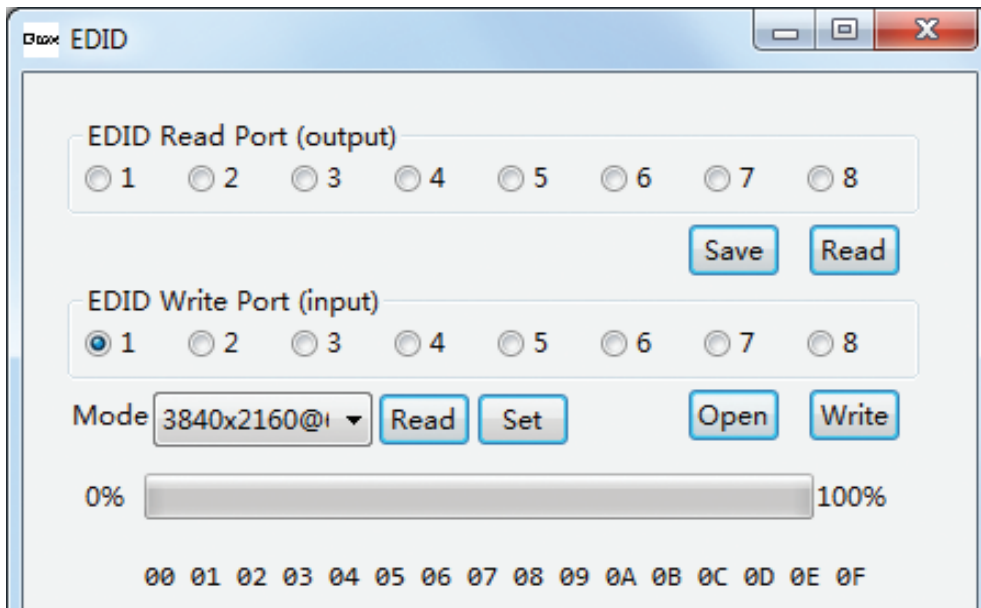 EDID
EDID Read Port (output)
1 2 3 4 5 6 7 8
Save Read
EDID Write Port (input)
1 2 3 4 5 6 7 8
Mode 3840x2160@ Read Set Open Write
0% 100%
00 01 02 03 04 05 06 07 08 09 0A 0B 0C 0D 0E 0F